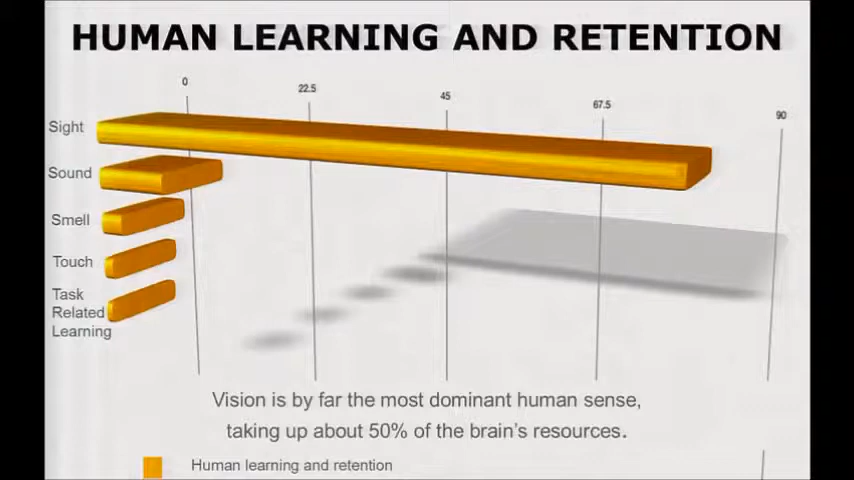 HUMAN LEARNING AND RETENTION
0
22.5
45
67.5
90
Sight
Sound
Smell
Touch
Task
Related
Learning
Vision is by far the most dominant human sense,
taking up about 50% of the brain's resources.
Human learning and retention